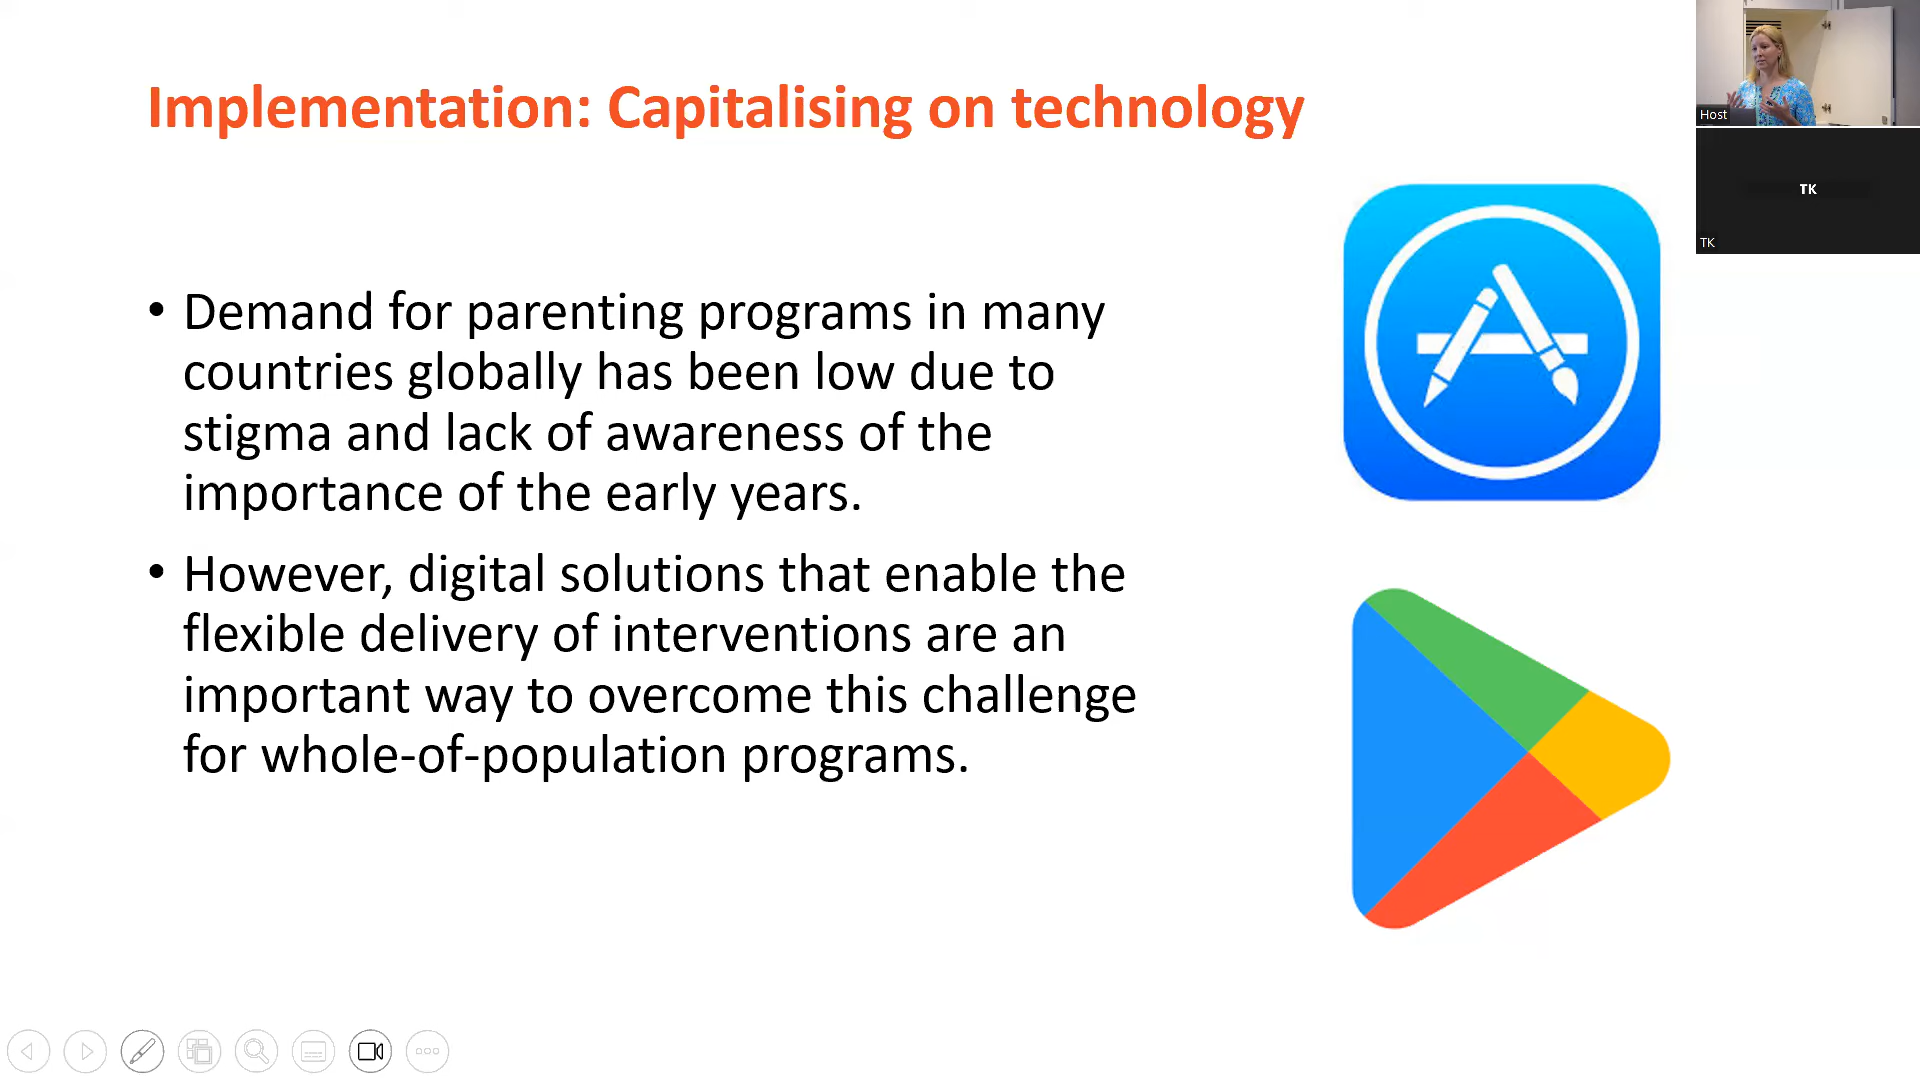 Implementation: Capitalising on technology
• Demand for parenting programs in many
countries globally has been low due to
stigma and lack of awareness of the
importance of the early years.
• However, digital solutions that enable the
flexible delivery of interventions are an
important way to overcome this challenge
for whole-of-population programs.
Host
TK
TK